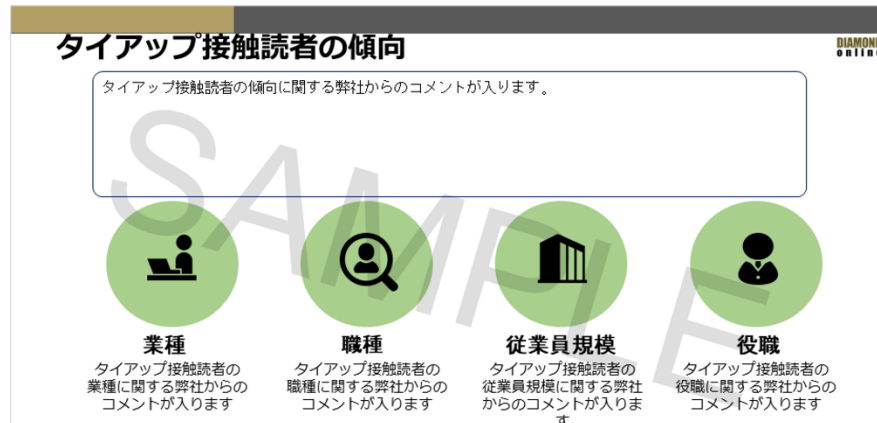 タイアップ接触読者の傾向
DIAMOND
online
タイアップ接触読者の傾向に関する弊社からのコメントが入ります。
SAMPLE
業種
タイアップ接触読者の
業種に関する弊社からの
コメントが入ります
職種
タイアップ接触読者の
職種に関する弊社からの
コメントが入ります
従業員規模
タイアップ接触読者の
従業員規模に関する弊社
からのコメントが入りま
す
役職
タイアップ接触読者の
役職に関する弊社からの
コメントが入ります